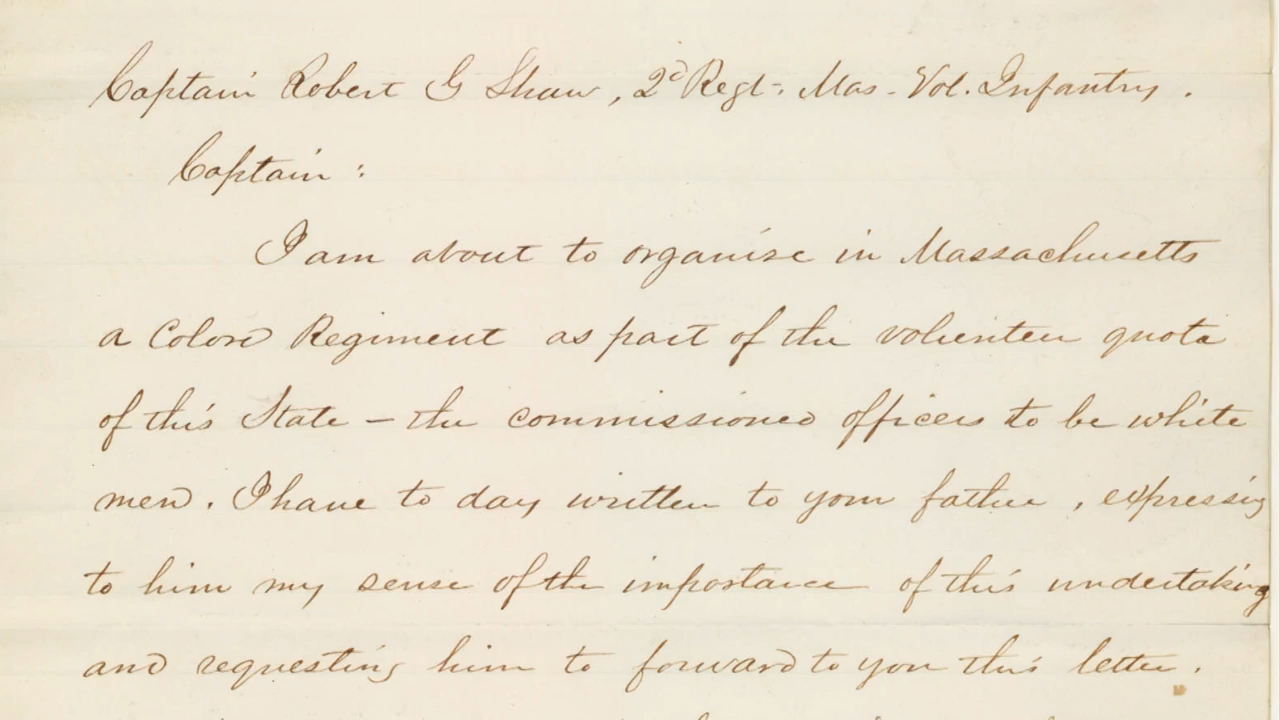 Captain Robert G Shaw, 2d Regt. Mas. Vol. Infantry.
Captain:
I am about to organise in Massachusetts
a Colord Regiment as part of the volunteer quota
of this State – the commissioned officers to be white
men. I have to day written to your father, expressing
to him my sense of the importance of this undertaking
and requesting him to forward to you this letter.